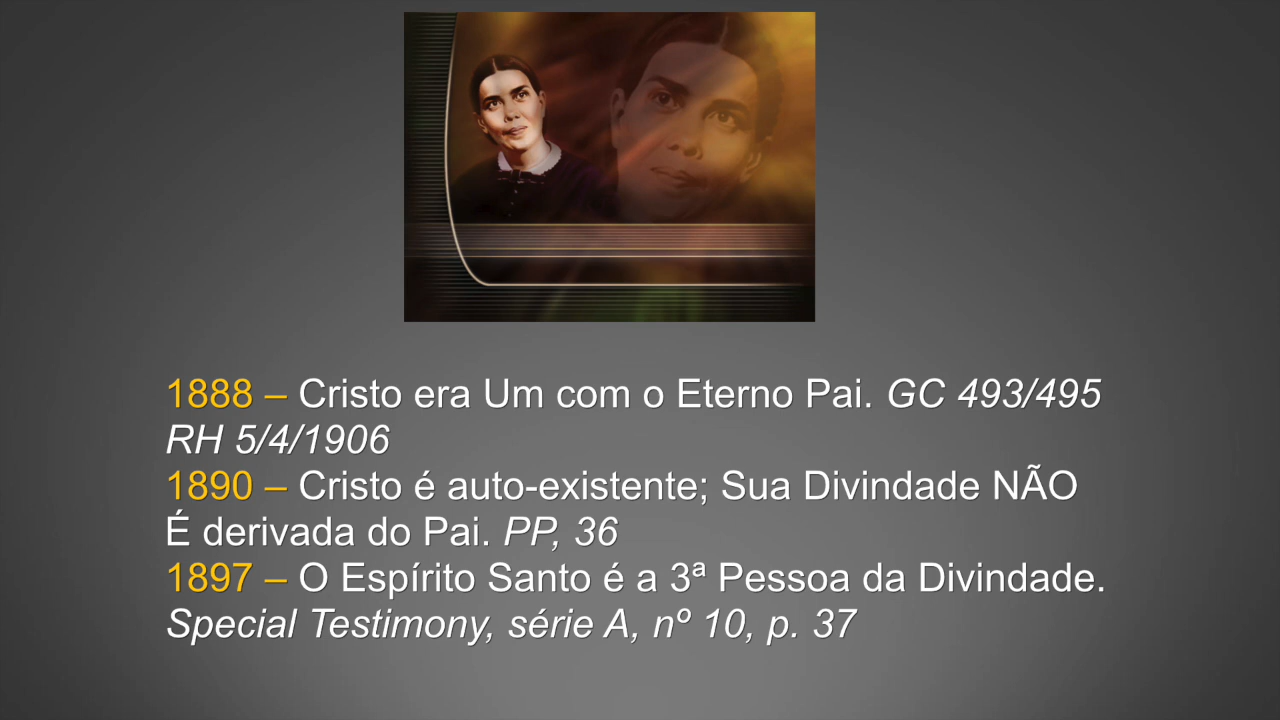 1888 – Cristo era Um com o Eterno Pai. GC 493/495
RH 5/4/1906
1890 – Cristo é auto-existente; Sua Divindade NÃO
É derivada do Pai. PP, 36
1897 – O Espírito Santo é a 3ª Pessoa da Divindade.
Special Testimony, série A, nº 10, p. 37